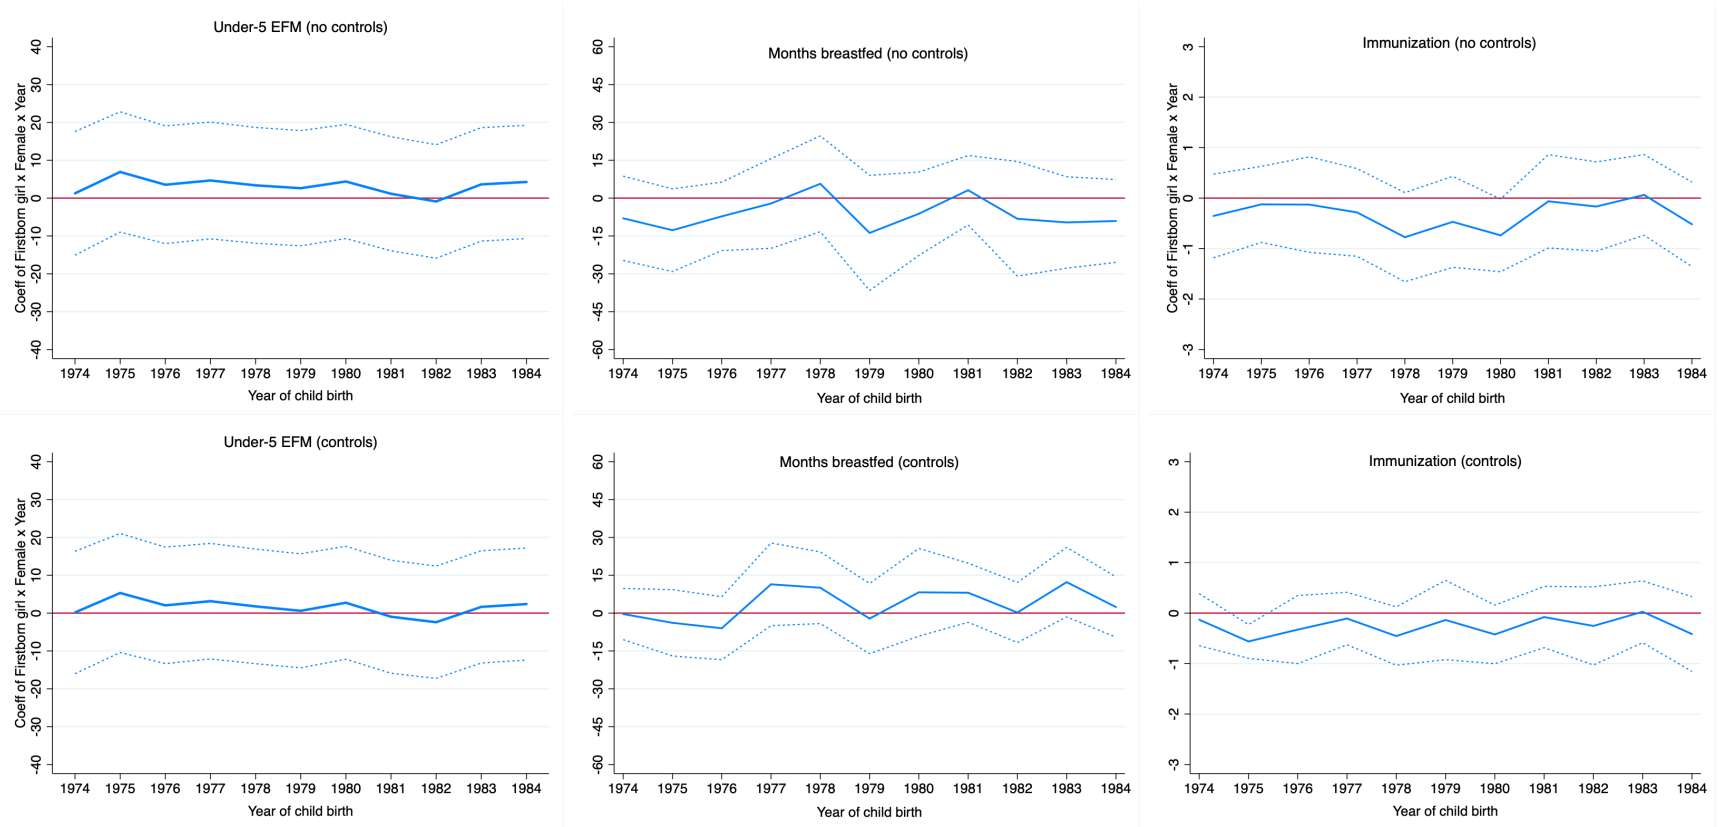 Under-5 EFM (no controls)
Coeff of Firstborn girl x Female x Year
40
30
20
10
0
-10
-20
-30
-40
1974 1975 1976 1977 1978 1979 1980 1981 1982 1983 1984
Year of child birth
Months breastfed (no controls)
60
45
30
15
0
-15
-30
-45
-60
1974 1975 1976 1977 1978 1979 1980 1981 1982 1983 1984
Year of child birth
Immunization (no controls)
Coeff of Firstborn girl x Female x Year
3
2
1
0
-1
-2
-3
1974 1975 1976 1977 1978 1979 1980 1981 1982 1983 1984
Year of child birth
Under-5 EFM (controls)
Coeff of Firstborn girl x Female x Year
40
30
20
10
0
-10
-20
-30
-40
1974 1975 1976 1977 1978 1979 1980 1981 1982 1983 1984
Year of child birth
Months breastfed (controls)
60
45
30
15
0
-15
-30
-45
-60
1974 1975 1976 1977 1978 1979 1980 1981 1982 1983 1984
Year of child birth
Immunization (controls)
3
2
1
0
-1
-2
-3
1974 1975 1976 1977 1978 1979 1980 1981 1982 1983 1984
Year of child birth